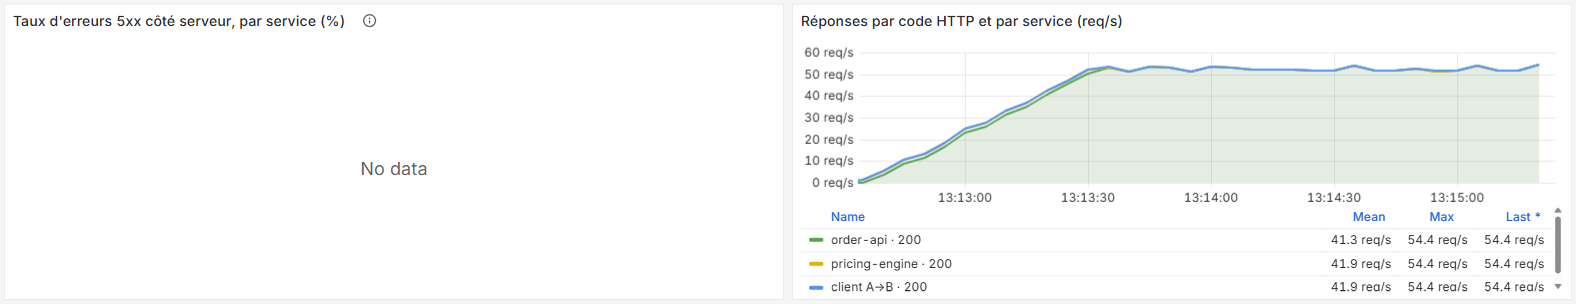 Taux d'erreurs 5xx côté serveur, par service (%)
No data
Réponses par code HTTP et par service (req/s)
60 req/s
50 req/s
40 req/s
30 req/s
20 req/s
10 req/s
0 req/s
13:13:00 13:13:30 13:14:00 13:14:30 13:15:00
Name Mean Max Last *
order-api · 200 41.3 req/s 54.4 req/s 54.4 req/s
pricing-engine · 200 41.9 req/s 54.4 req/s 54.4 req/s
client A→B · 200 41.9 req/s 54.4 req/s 54.4 req/s